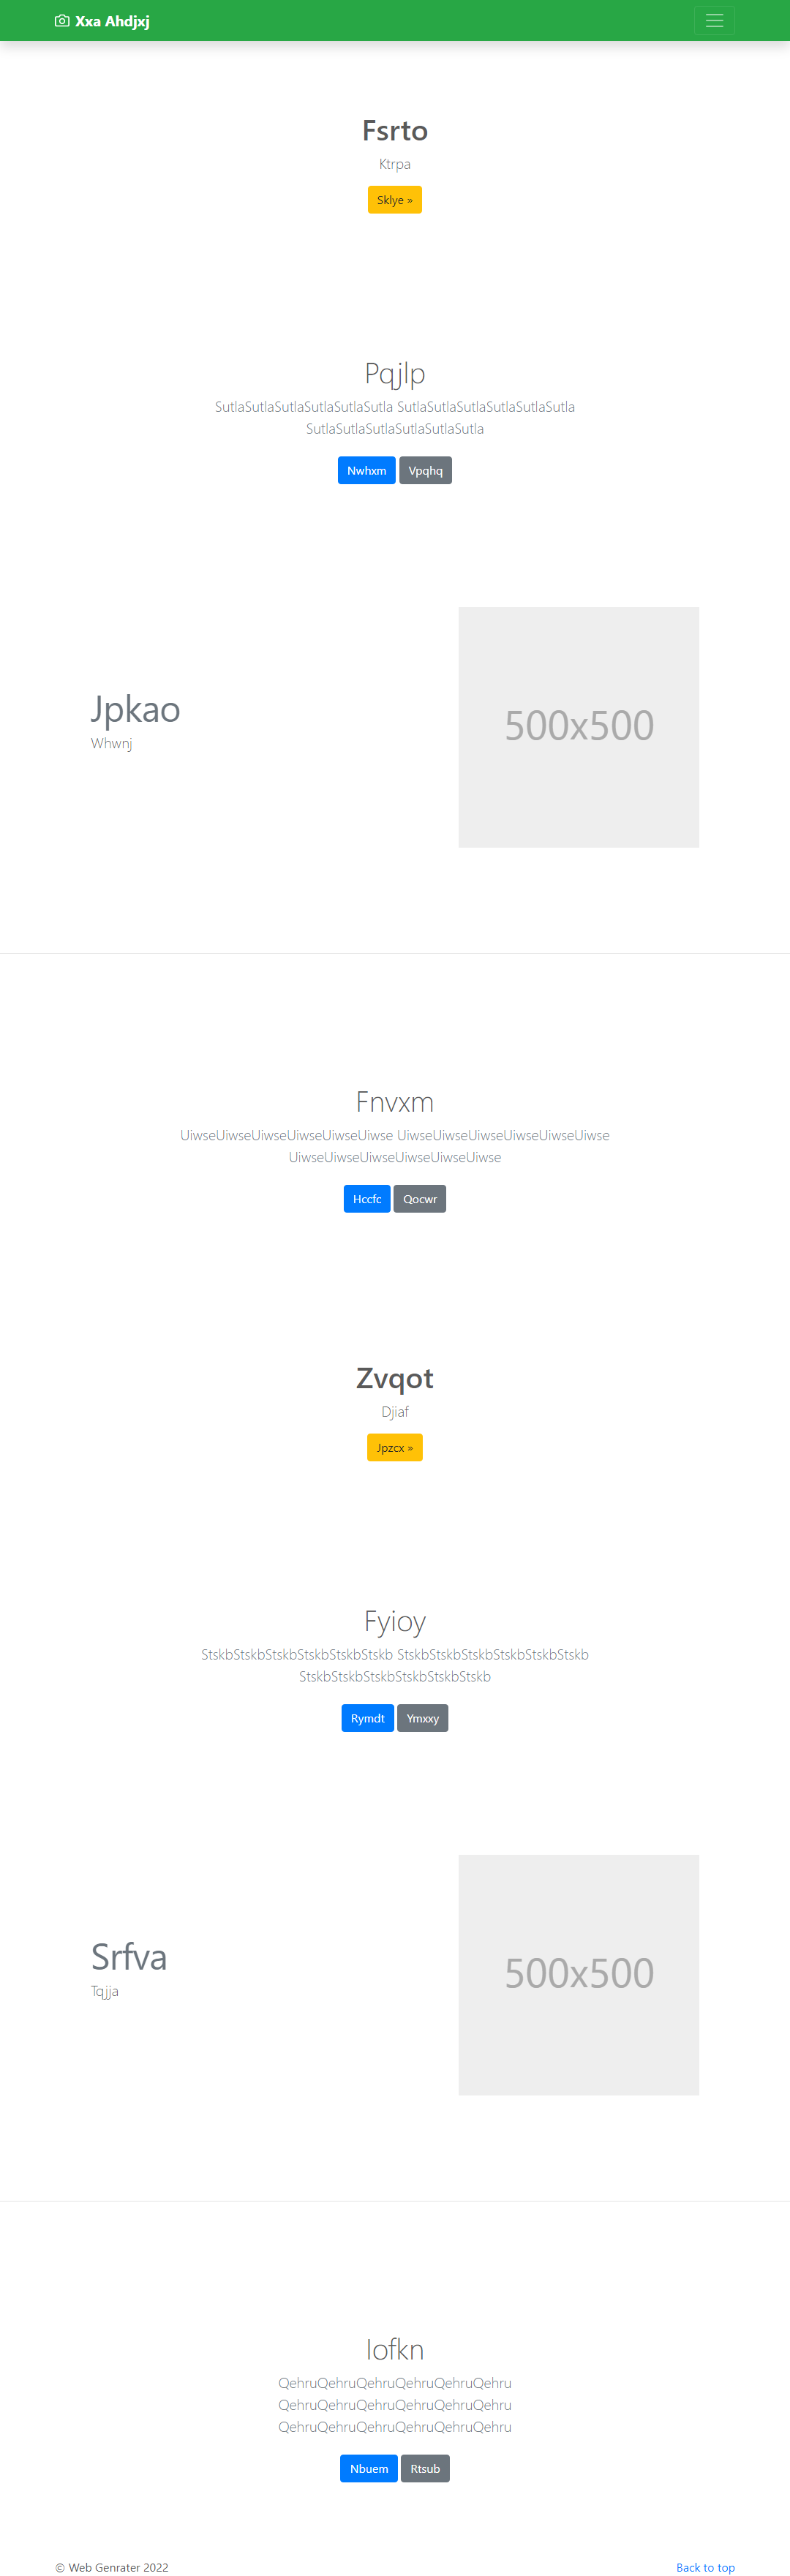 Xxa Ahdjxj
Fsrto
Ktrpa
Sklye »
Pqjlp
SutlaSutlaSutlaSutlaSutlaSutla SutlaSutlaSutlaSutlaSutlaSutla
SutlaSutlaSutlaSutlaSutlaSutla
Nwhxm Vpqhq
Jpkao
Whwnj
500x500
Fnvxm
UiwseUiwseUiwseUiwseUiwseUiwse UiwseUiwseUiwseUiwseUiwseUiwse
UiwseUiwseUiwseUiwseUiwseUiwse
Hccfc Qocwr
Zvqot
Djiaf
Jpzcx »
Fyioy
StskbStskbStskbStskbStskbStskb StskbStskbStskbStskbStskbStskb
StskbStskbStskbStskbStskbStskb
Rymdt Ymxxy
Srfva
Tqjja
500x500
Iofkn
QehruQehruQehruQehruQehruQehru
QehruQehruQehruQehruQehruQehru
QehruQehruQehruQehruQehruQehru
Nbuem Rtsub
© Web Genrater 2022 Back to top